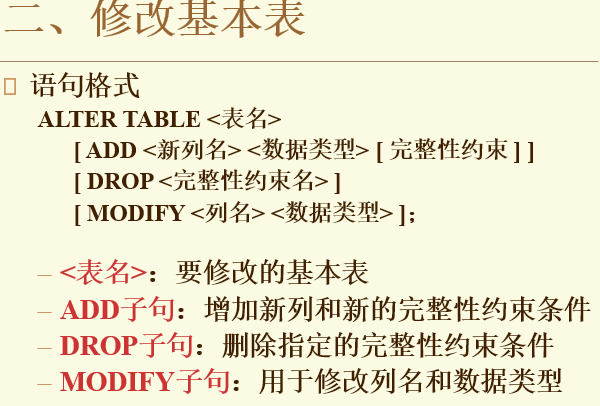 二、修改基本表
语句格式
ALTER TABLE <表名>
[ ADD <新列名> <数据类型> [ 完整性约束 ] ]
[ DROP <完整性约束名> ]
[ MODIFY <列名> <数据类型> ]；
– <表名>：要修改的基本表
– ADD子句：增加新列和新的完整性约束条件
– DROP子句：删除指定的完整性约束条件
– MODIFY子句：用于修改列名和数据类型